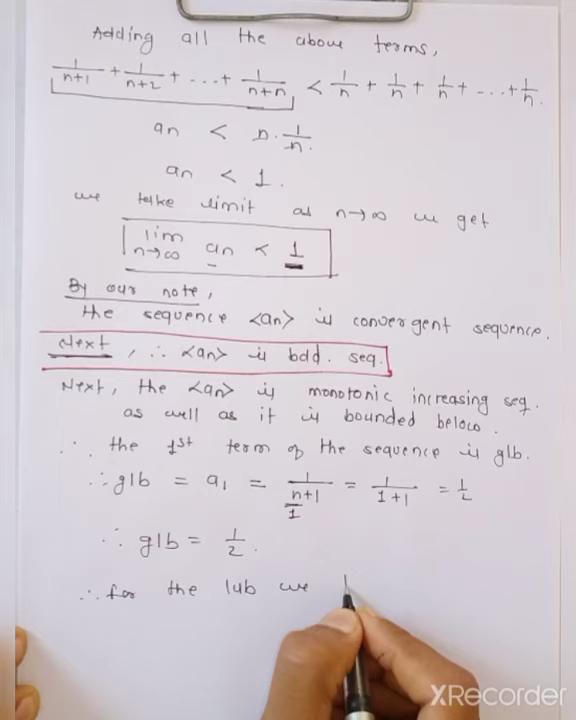 Adding all the above terms,
1/n+1 + 1/n+2 + ... + 1/n+n < 1/n + 1/n + 1/n + ... + 1/n.
an < n. 1/n.
an < 1.
we take limit as n→∞ we get
lim n→∞ an < 1
By our note,
the sequence <an> is convergent sequence.
Next, ∴ <an> is bdd. seq.
Next, the <an> is monotonic increasing seq.
as well as it is bounded below.
∴ the 1st term of the sequence is glb.
∴ glb = a1 = 1/n+1 = 1/1+1 = 1/2
1
∴ glb = 1/2.
∴ for the lub we
XRecorder